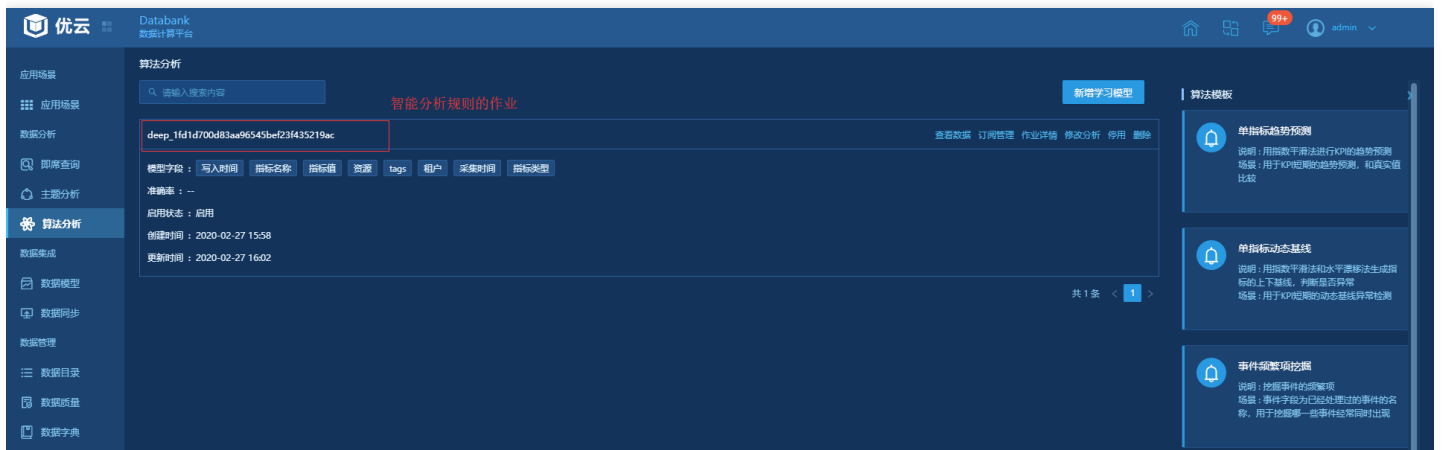 优云
Databank
数据计算平台
99+
admin
应用场景
应用场景
数据分析
即席查询
主题分析
算法分析
数据集成
数据模型
数据同步
数据管理
数据目录
数据质量
数据字典
算法分析
请输入搜索内容
智能分析规则的作业
新增学习模型
deep_1fd1d700d83aa96545bef23f435219ac
查看数据 订阅管理 作业详情 修改分析 停用 删除
模型字段 : 写入时间 指标名称 指标值 资源 tags 租户 采集时间 指标类型
准确率 : --
启用状态 : 启用
创建时间 : 2020-02-27 15:58
更新时间 : 2020-02-27 16:02
共 1 条 < 1 >
算法模板
单指标趋势预测
说明 : 用指数平滑法进行KPI的趋势预测
场景 : 用于KPI短期的趋势预测，和真实值
比较
单指标动态基线
说明 : 用指数平滑法和水平漂移法生成指
标的上下基线，判断是否异常
场景 : 用于KPI短期的动态基线异常检测
事件频繁项挖掘
说明 : 挖掘事件的频繁项
场景 : 事件字段为已经处理过的事件的名
称，用于挖掘哪一些事件经常同时出现